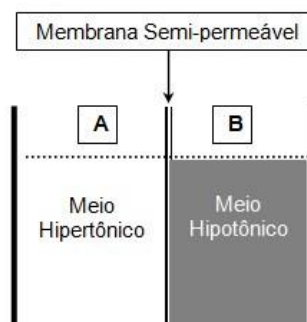 Membrana Semi-permeável
A
B
Meio
Hipertônico
Meio
Hipotônico